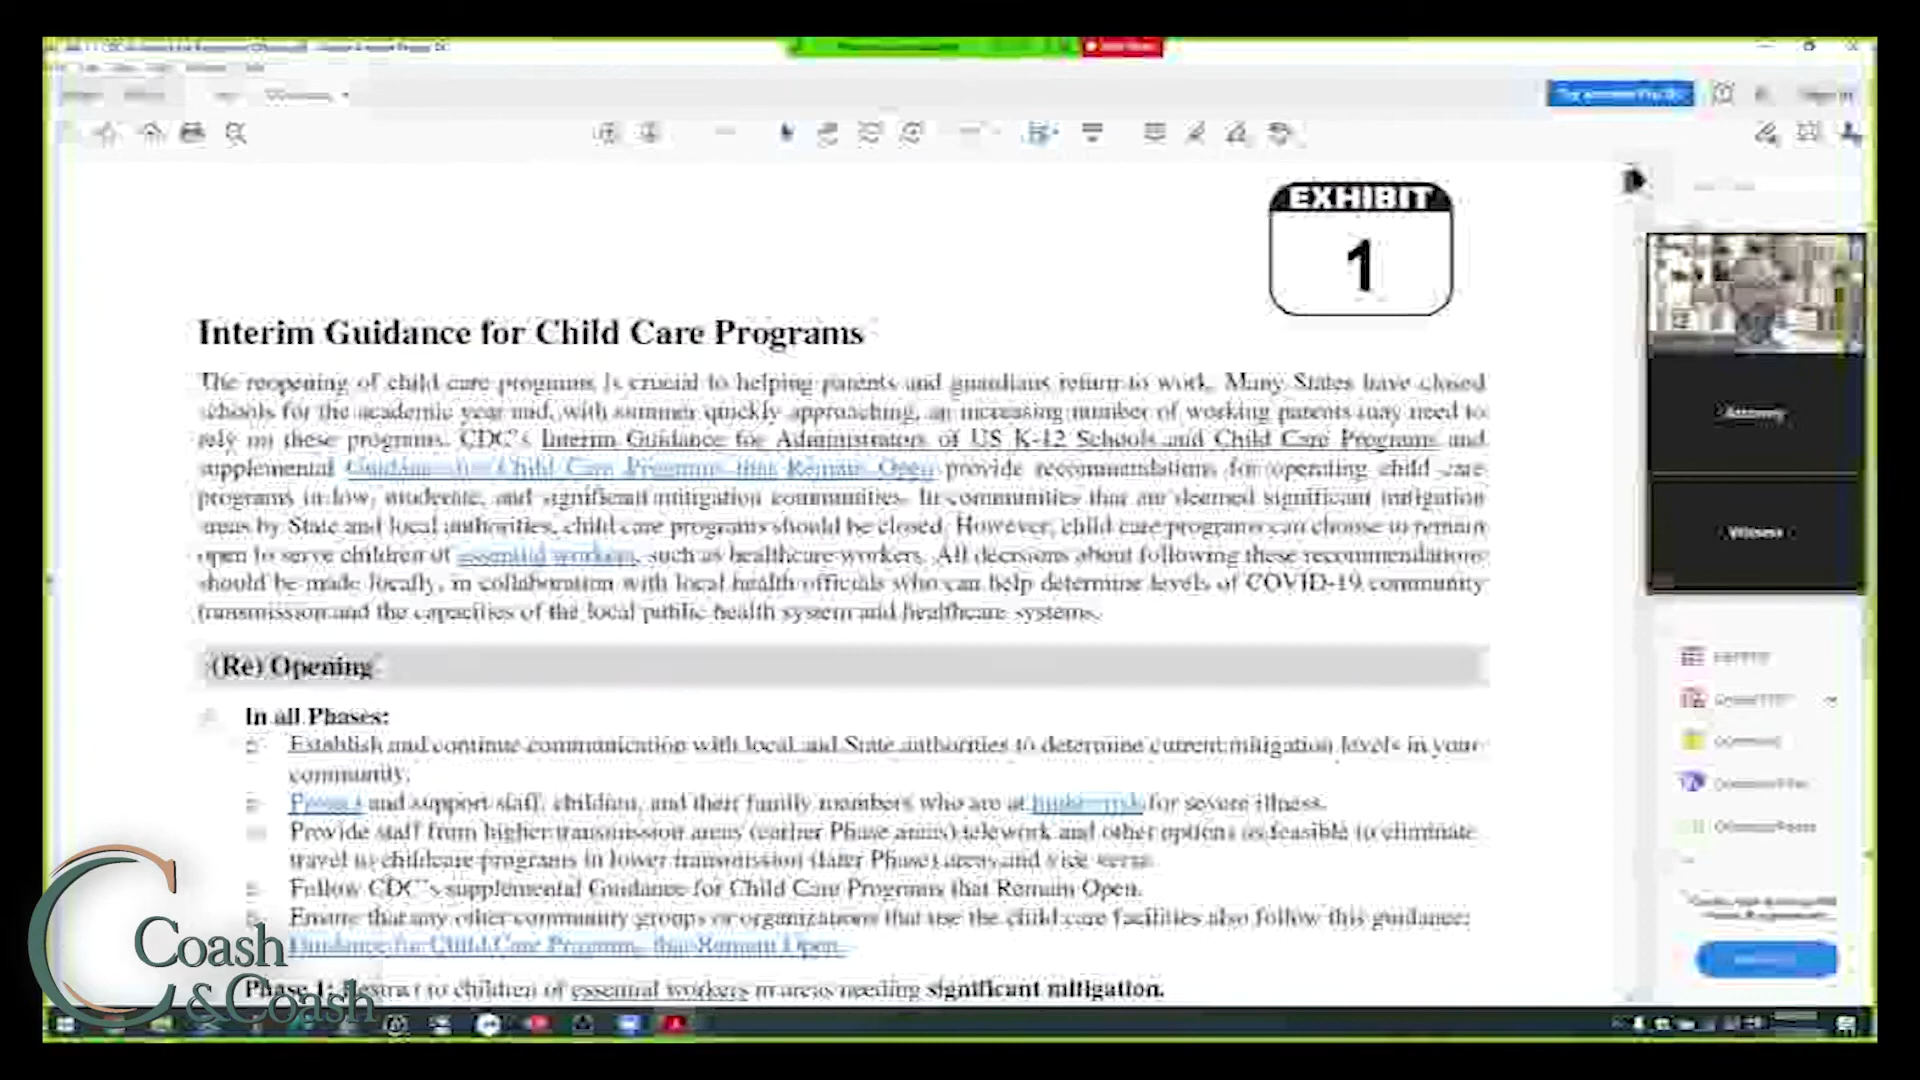 EXHIBIT
1
Interim Guidance for Child Care Programs
The reopening of child care programs is crucial to helping parents and guardians return to work. Many States have closed
schools for the academic year and, with summer quickly approaching, an increasing number of working parents may need to
rely on these programs. CDC's Interim Guidance for Administrators of US K-12 Schools and Child Care Programs and
supplemental Guidance for Child Care Programs that Remain Open provide recommendations for operating child care
programs in low, moderate, and significant mitigation communities. In communities that are deemed significant mitigation
areas by State and local authorities, child care programs should be closed. However, child care programs can choose to remain
open to serve children of essential workers, such as healthcare workers. All decisions about following these recommendations
should be made locally, in collaboration with local health officials who can help determine levels of COVID-19 community
transmission and the capacities of the local public health system and healthcare systems.
Attorney
Witness
(Re) Opening
In all Phases:
Establish and continue communication with local and State authorities to determine current mitigation levels in your
community.
Protect and support staff, children, and their family members who are at higher risk for severe illness.
Provide staff from higher transmission areas (earlier Phase areas) telework and other options as feasible to eliminate
travel to childcare programs in lower transmission (later Phase) areas and vice versa.
Follow CDC's supplemental Guidance for Child Care Programs that Remain Open.
Ensure that any other community groups or organizations that use the child care facilities also follow this guidance:
Guidance for Child Care Programs that Remain Open.
Phase 1: Restrict to children of essential workers in areas needing significant mitigation.
Coash
& Coash